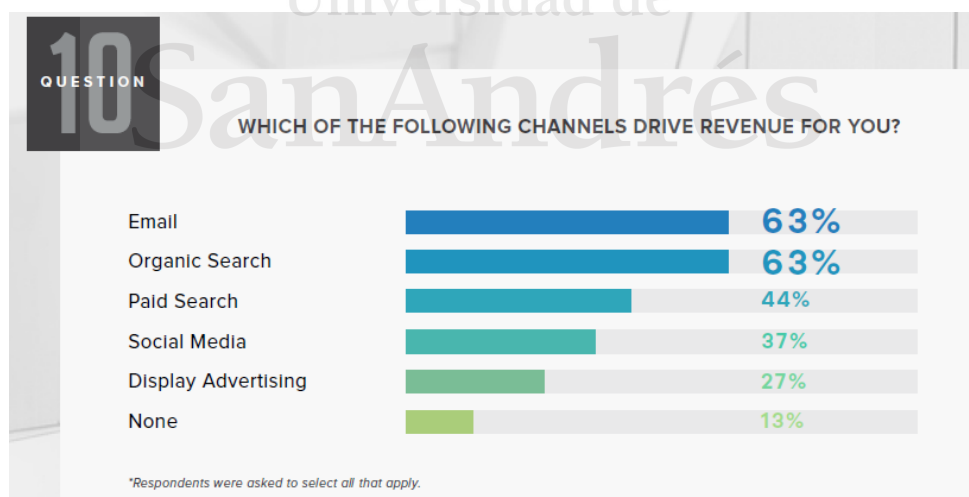 Universidad de
SanAndrés
10
QUESTION
WHICH OF THE FOLLOWING CHANNELS DRIVE REVENUE FOR YOU?
Email 63%
Organic Search 63%
Paid Search 44%
Social Media 37%
Display Advertising 27%
None 13%
*Respondents were asked to select all that apply.